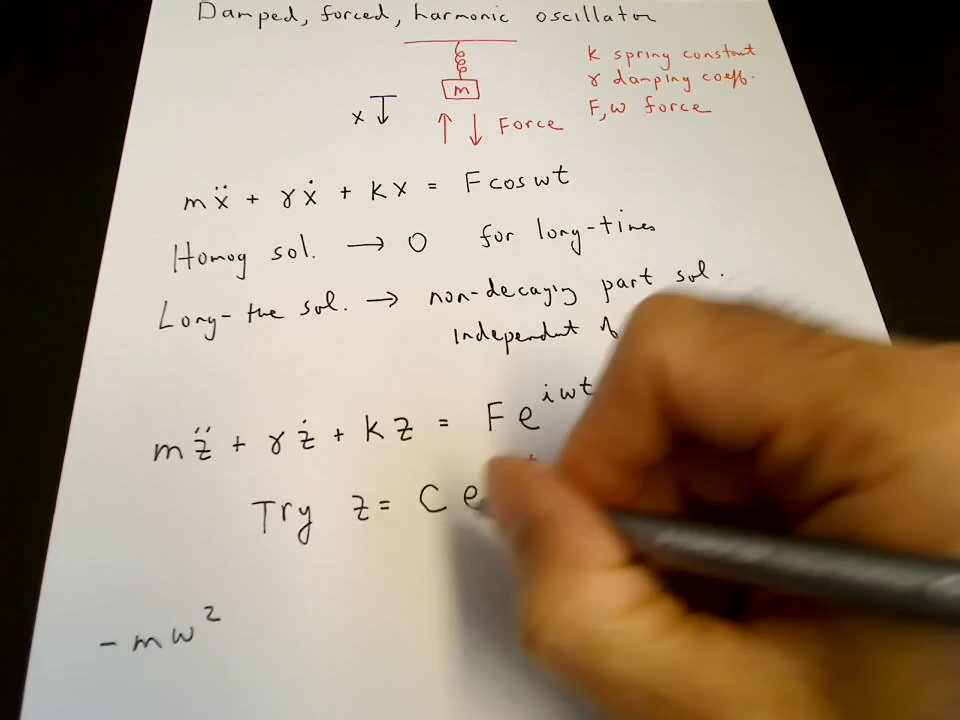 Damped, forced, harmonic oscillator
k spring constant
γ damping coeff.
F, ω force
m
x
Force
mẍ + γẋ + kx = F cos ωt
Homog sol. → 0 for long-times
Long-time sol. → non-decaying part sol.
Independent of
mz̈ + γż + kz = F e^{iωt}
Try z = C e
-mω²